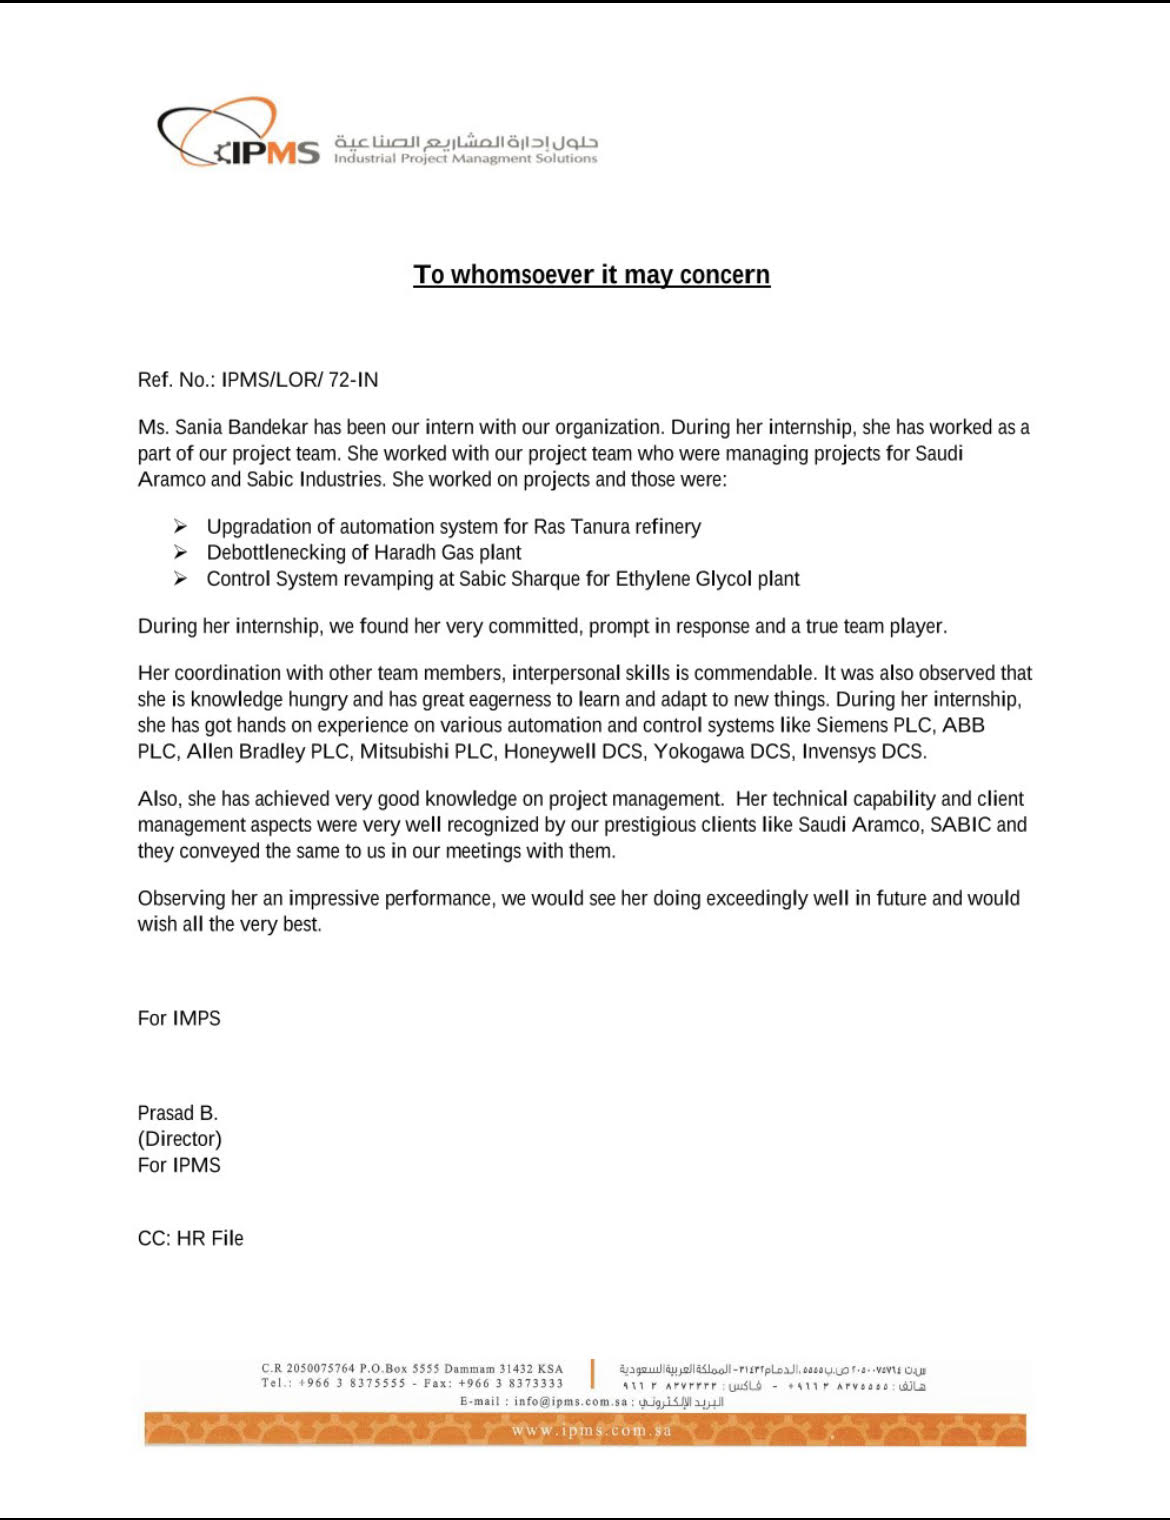 IPMS
حلول إدارة المشاريع الصناعية
Industrial Project Managment Solutions
To whomsoever it may concern
Ref. No.: IPMS/LOR/ 72-IN
Ms. Sania Bandekar has been our intern with our organization. During her internship, she has worked as a
part of our project team. She worked with our project team who were managing projects for Saudi
Aramco and Sabic Industries. She worked on projects and those were:
➢ Upgradation of automation system for Ras Tanura refinery
➢ Debottlenecking of Haradh Gas plant
➢ Control System revamping at Sabic Sharque for Ethylene Glycol plant
During her internship, we found her very committed, prompt in response and a true team player.
Her coordination with other team members, interpersonal skills is commendable. It was also observed that
she is knowledge hungry and has great eagerness to learn and adapt to new things. During her internship,
she has got hands on experience on various automation and control systems like Siemens PLC, ABB
PLC, Allen Bradley PLC, Mitsubishi PLC, Honeywell DCS, Yokogawa DCS, Invensys DCS.
Also, she has achieved very good knowledge on project management.  Her technical capability and client
management aspects were very well recognized by our prestigious clients like Saudi Aramco, SABIC and
they conveyed the same to us in our meetings with them.
Observing her an impressive performance, we would see her doing exceedingly well in future and would
wish all the very best.
For IMPS
Prasad B.
(Director)
For IPMS
CC: HR File
C.R 2050075764 P.O.Box 5555 Dammam 31432 KSA
Tel.: +966 3 8375555 - Fax: +966 3 8373333
س.ت ٢٠٥٠٠٧٥٧٦٤ ص.ب ٥٥٥٥، الدمام ٣١٤٣٢ - المملكة العربية السعودية
هاتف : ٨٣٧٥٥٥٥ ٣ ٩٦٦+ - فاكس : ٨٣٧٣٣٣٣ ٣ ٩٦٦
E-mail : info@ipms.com.sa : البريد الإلكتروني
www.ipms.com.sa